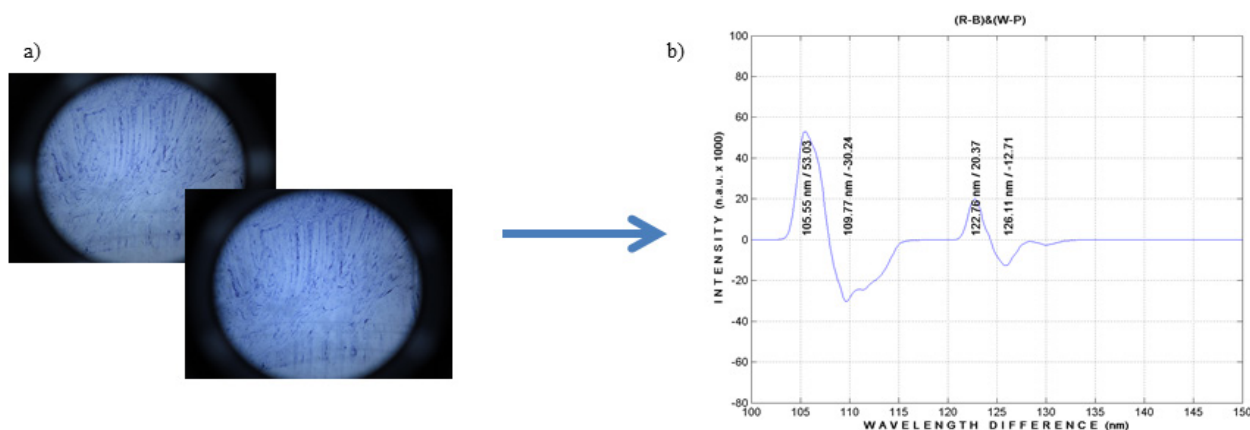 a)
b)
(R-B)&(W-P)
INTENSITY (n.a.u. x 1000)
100
80
60
40
20
0
-20
-40
-60
-80
105.55 nm / 53.03
109.77 nm / -30.24
122.76 nm / 20.37
126.11 nm / -12.71
100 105 110 115 120 125 130 135 140 145 150
WAVELENGTH DIFFERENCE (nm)